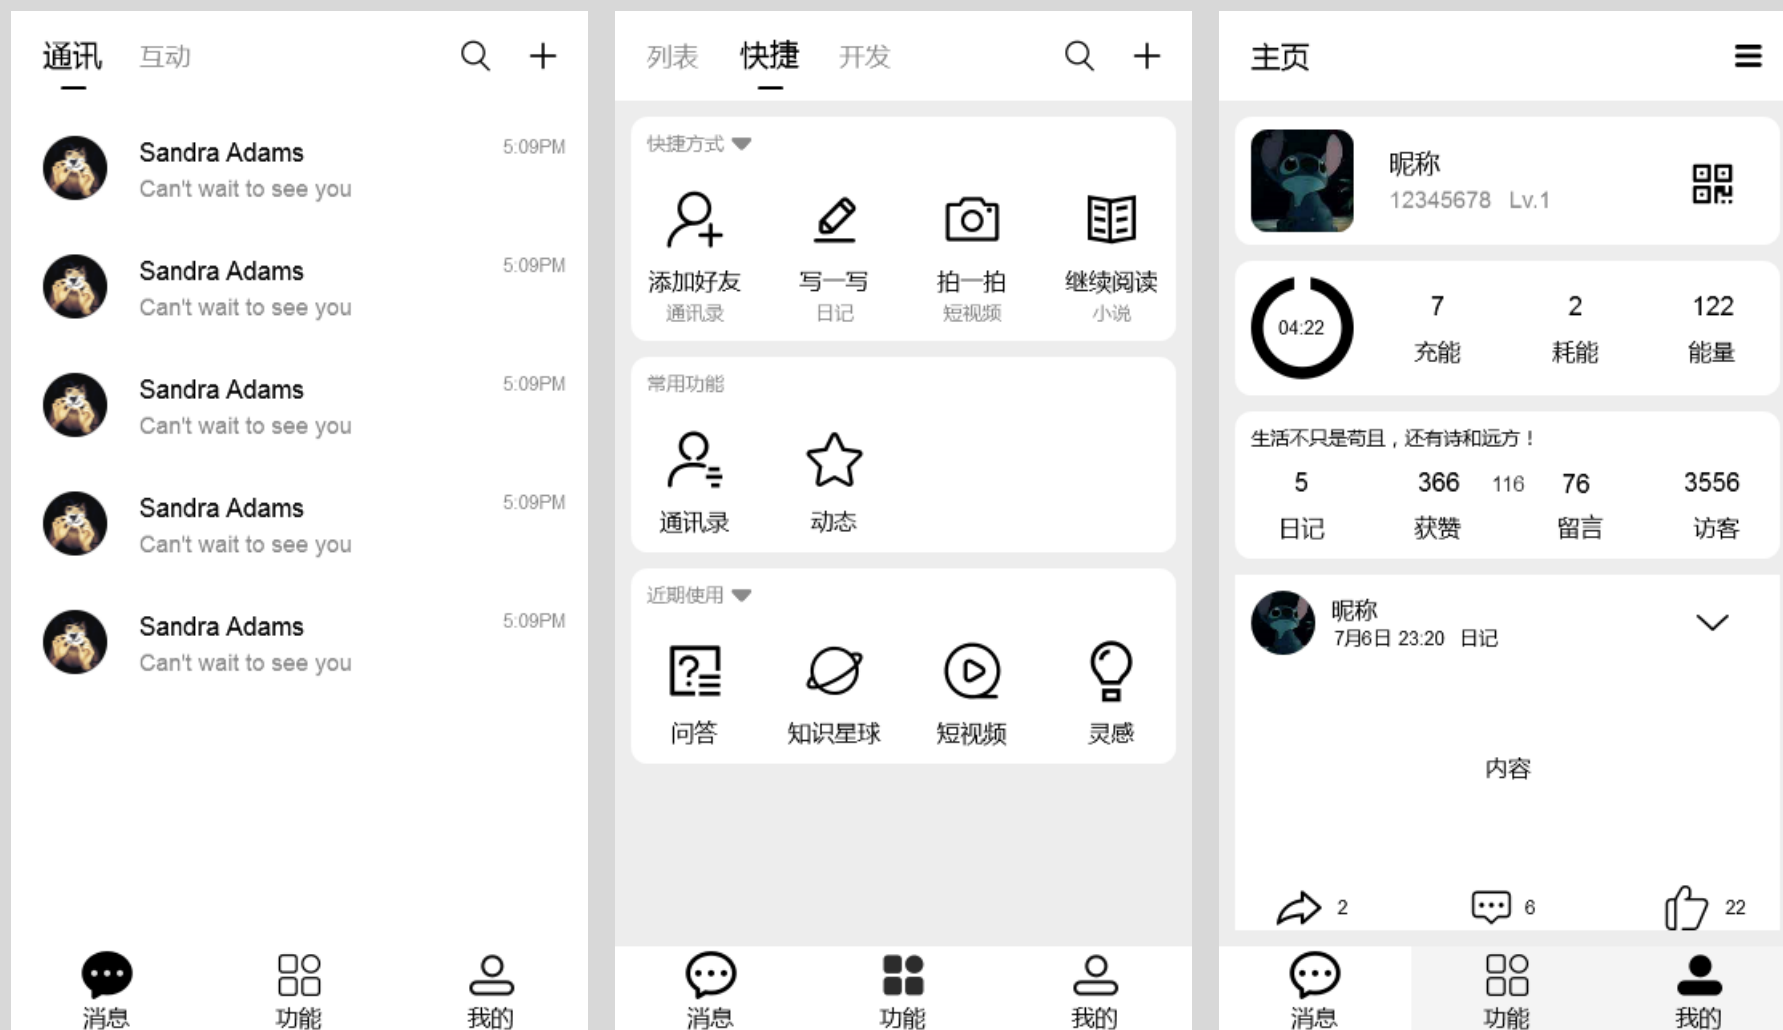 通讯 互动
Sandra Adams 5:09PM
Can't wait to see you
Sandra Adams 5:09PM
Can't wait to see you
Sandra Adams 5:09PM
Can't wait to see you
Sandra Adams 5:09PM
Can't wait to see you
Sandra Adams 5:09PM
Can't wait to see you
消息 功能 我的
列表 快捷 开发
快捷方式
添加好友 写一写 拍一拍 继续阅读
通讯录 日记 短视频 小说
常用功能
通讯录 动态
近期使用
问答 知识星球 短视频 灵感
消息 功能 我的
主页
昵称
12345678 Lv.1
04:22
7 2 122
充能 耗能 能量
生活不只是苟且，还有诗和远方！
5 366 116 76 3556
日记 获赞 留言 访客
昵称
7月6日 23:20 日记
内容
2 6 22
消息 功能 我的